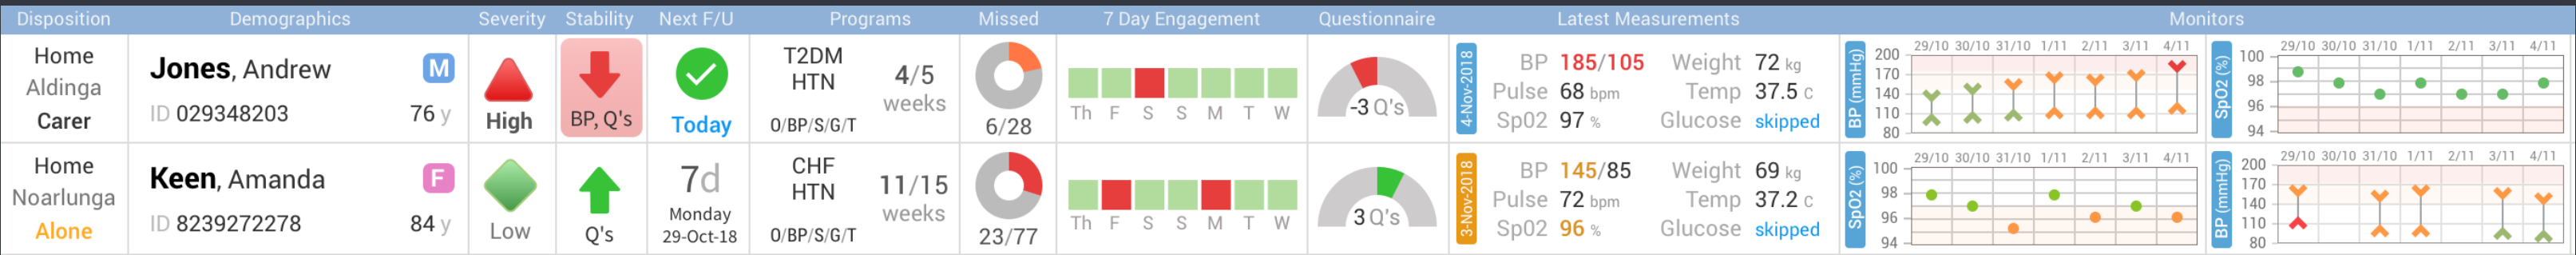 Disposition Demographics Severity Stability Next F/U Programs Missed 7 Day Engagement Questionnaire Latest Measurements Monitors
Home
Aldinga
Carer
Jones, Andrew M
ID 029348203 76 y
High
BP, Q's
Today
T2DM
HTN
O/BP/S/G/T
4/5
weeks
6/28
Th F S S M T W
-3 Q's
4-Nov-2018
BP 185/105 Weight 72 kg
Pulse 68 bpm Temp 37.5 C
Sp02 97 % Glucose skipped
BP (mmHg)
29/10 30/10 31/10 1/11 2/11 3/11 4/11
200
170
140
110
80
SpO2 (%)
29/10 30/10 31/10 1/11 2/11 3/11 4/11
100
98
96
94
Home
Noarlunga
Alone
Keen, Amanda F
ID 8239272278 84 y
Low
Q's
7d
Monday
29-Oct-18
CHF
HTN
O/BP/S/G/T
11/15
weeks
23/77
Th F S S M T W
3 Q's
3-Nov-2018
BP 145/85 Weight 69 kg
Pulse 72 bpm Temp 37.2 C
Sp02 96 % Glucose skipped
SpO2 (%)
29/10 30/10 31/10 1/11 2/11 3/11 4/11
100
98
96
94
BP (mmHg)
29/10 30/10 31/10 1/11 2/11 3/11 4/11
200
170
140
110
80